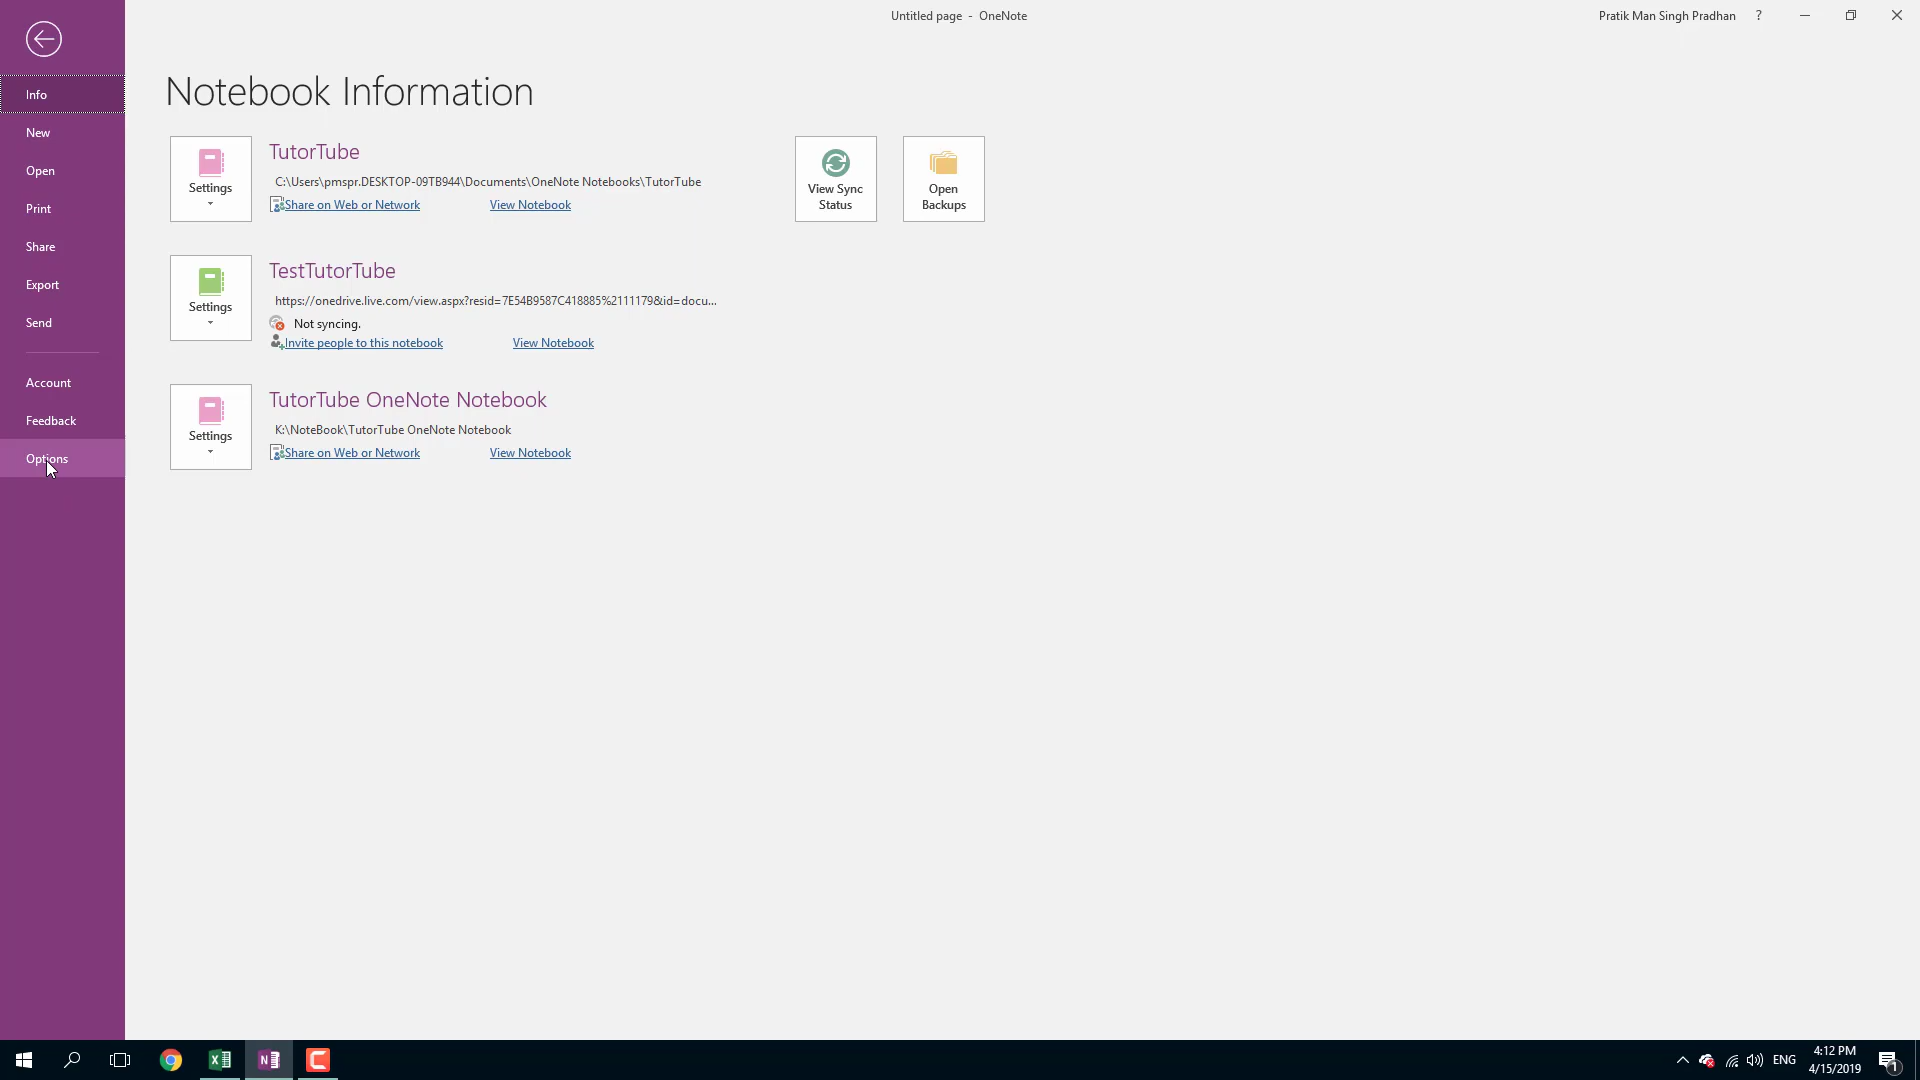 Untitled page - OneNote
Pratik Man Singh Pradhan
?
Info
New
Open
Print
Share
Export
Send
Account
Feedback
Options
Notebook Information
Settings
TutorTube
C:\Users\pmspr.DESKTOP-09TB944\Documents\OneNote Notebooks\TutorTube
Share on Web or Network
View Notebook
View Sync
Status
Open
Backups
Settings
TestTutorTube
https://onedrive.live.com/view.aspx?resid=7E54B9587C418885%2111179&id=docu...
Not syncing.
Invite people to this notebook
View Notebook
Settings
TutorTube OneNote Notebook
K:\NoteBook\TutorTube OneNote Notebook
Share on Web or Network
View Notebook
ENG
4:12 PM
4/15/2019
1